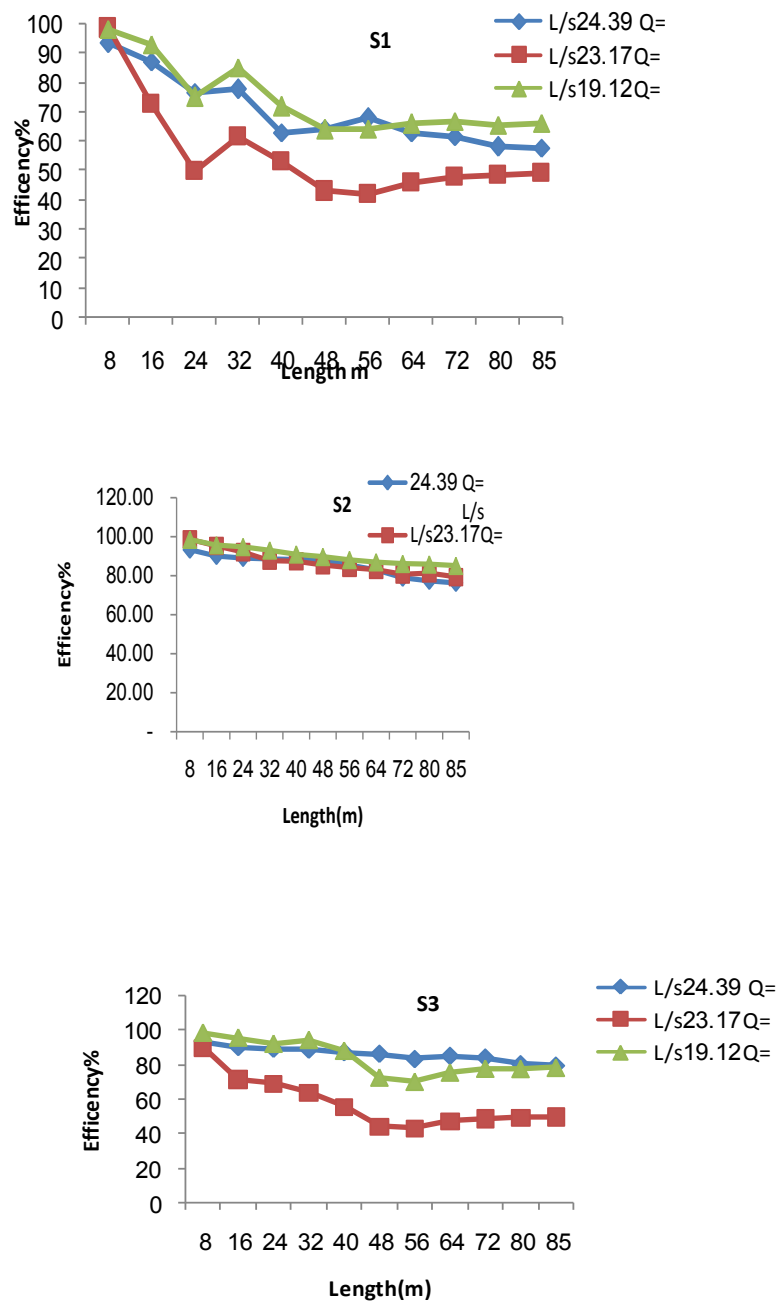 S1
L/s24.39 Q=
L/s23.17Q=
L/s19.12Q=
Efficency%
100
90
80
70
60
50
40
30
20
10
0
8 16 24 32 40 48 56 64 72 80 85
Length m
S2
24.39 Q=
L/s
L/s23.17Q=
Efficency%
120.00
100.00
80.00
60.00
40.00
20.00
-
8 16 24 32 40 48 56 64 72 80 85
Length(m)
S3
L/s24.39 Q=
L/s23.17Q=
L/s19.12Q=
Efficency%
120
100
80
60
40
20
0
8 16 24 32 40 48 56 64 72 80 85
Length(m)